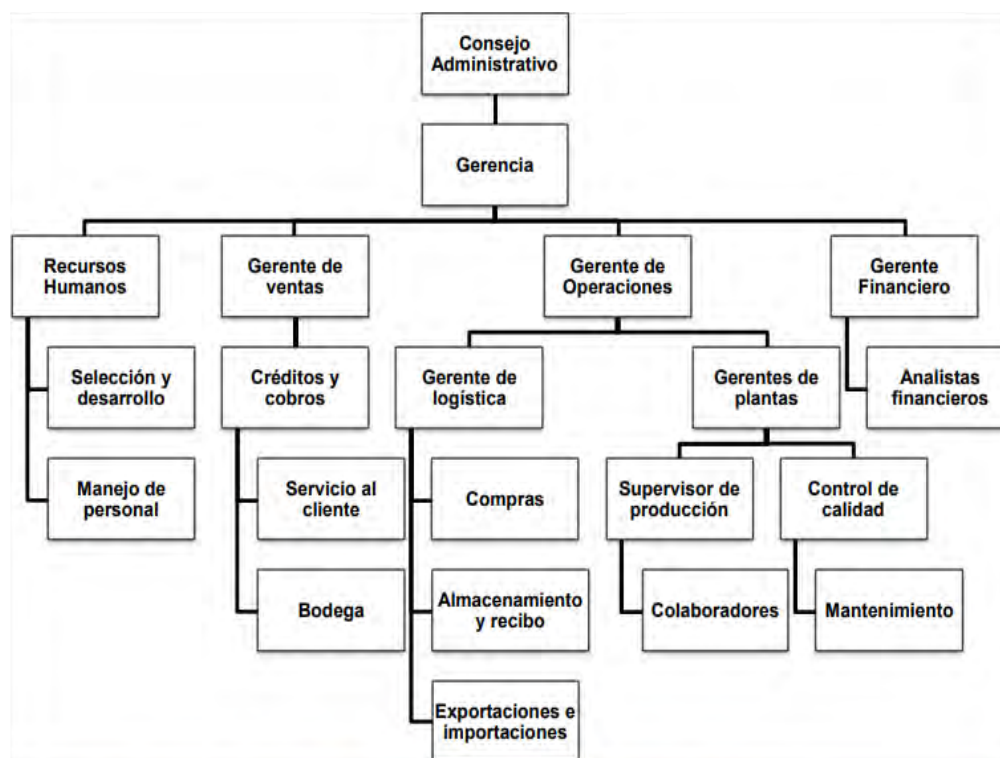 Consejo
Administrativo
Gerencia
Recursos
Humanos
Gerente de
ventas
Gerente de
Operaciones
Gerente
Financiero
Selección y
desarrollo
Créditos y
cobros
Gerente de
logística
Gerentes de
plantas
Analistas
financieros
Manejo de
personal
Servicio al
cliente
Compras
Supervisor de
producción
Control de
calidad
Bodega
Almacenamiento
y recibo
Colaboradores
Mantenimiento
Exportaciones e
importaciones